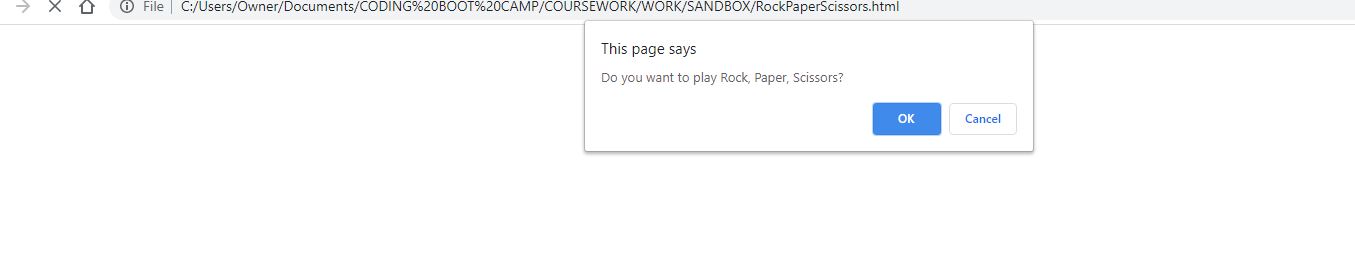 File C:/Users/Owner/Documents/CODING%20BOOT%20CAMP/COURSEWORK/WORK/SANDBOX/RockPaperScissors.html
This page says
Do you want to play Rock, Paper, Scissors?
OK Cancel